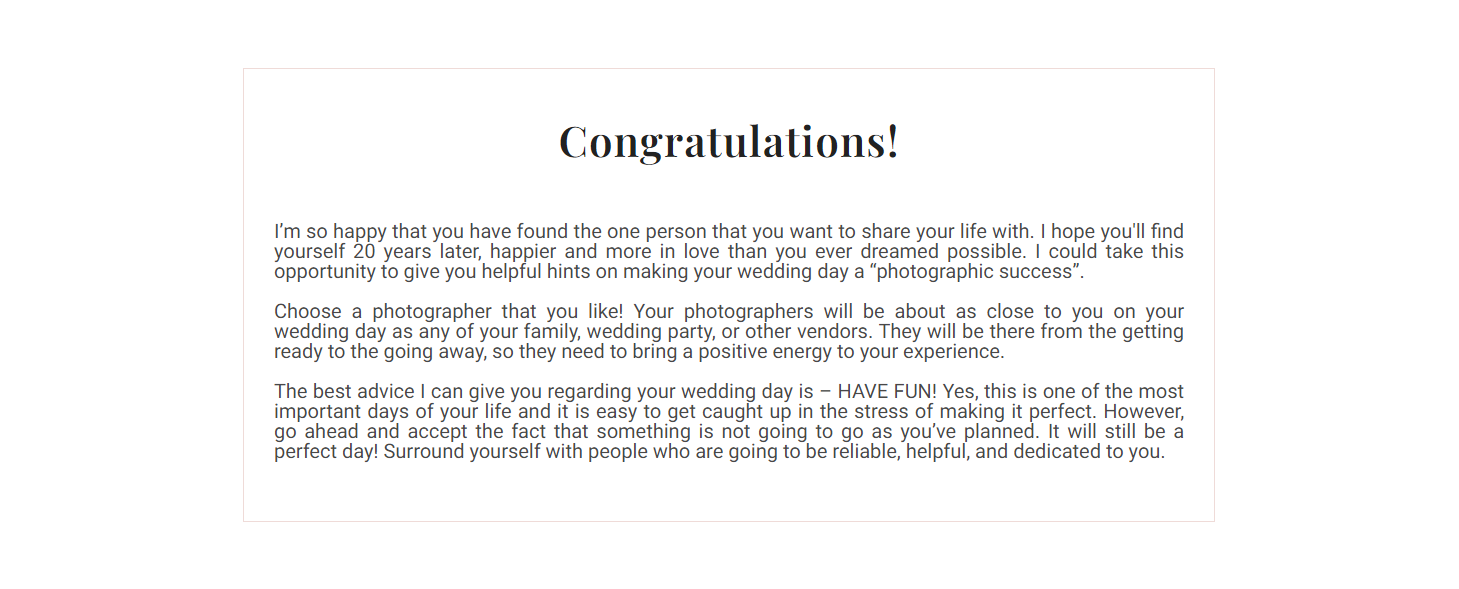 Congratulations!
I’m so happy that you have found the one person that you want to share your life with. I hope you'll find
yourself 20 years later, happier and more in love than you ever dreamed possible. I could take this
opportunity to give you helpful hints on making your wedding day a “photographic success”.
Choose a photographer that you like! Your photographers will be about as close to you on your
wedding day as any of your family, wedding party, or other vendors. They will be there from the getting
ready to the going away, so they need to bring a positive energy to your experience.
The best advice I can give you regarding your wedding day is – HAVE FUN! Yes, this is one of the most
important days of your life and it is easy to get caught up in the stress of making it perfect. However,
go ahead and accept the fact that something is not going to go as you’ve planned. It will still be a
perfect day! Surround yourself with people who are going to be reliable, helpful, and dedicated to you.